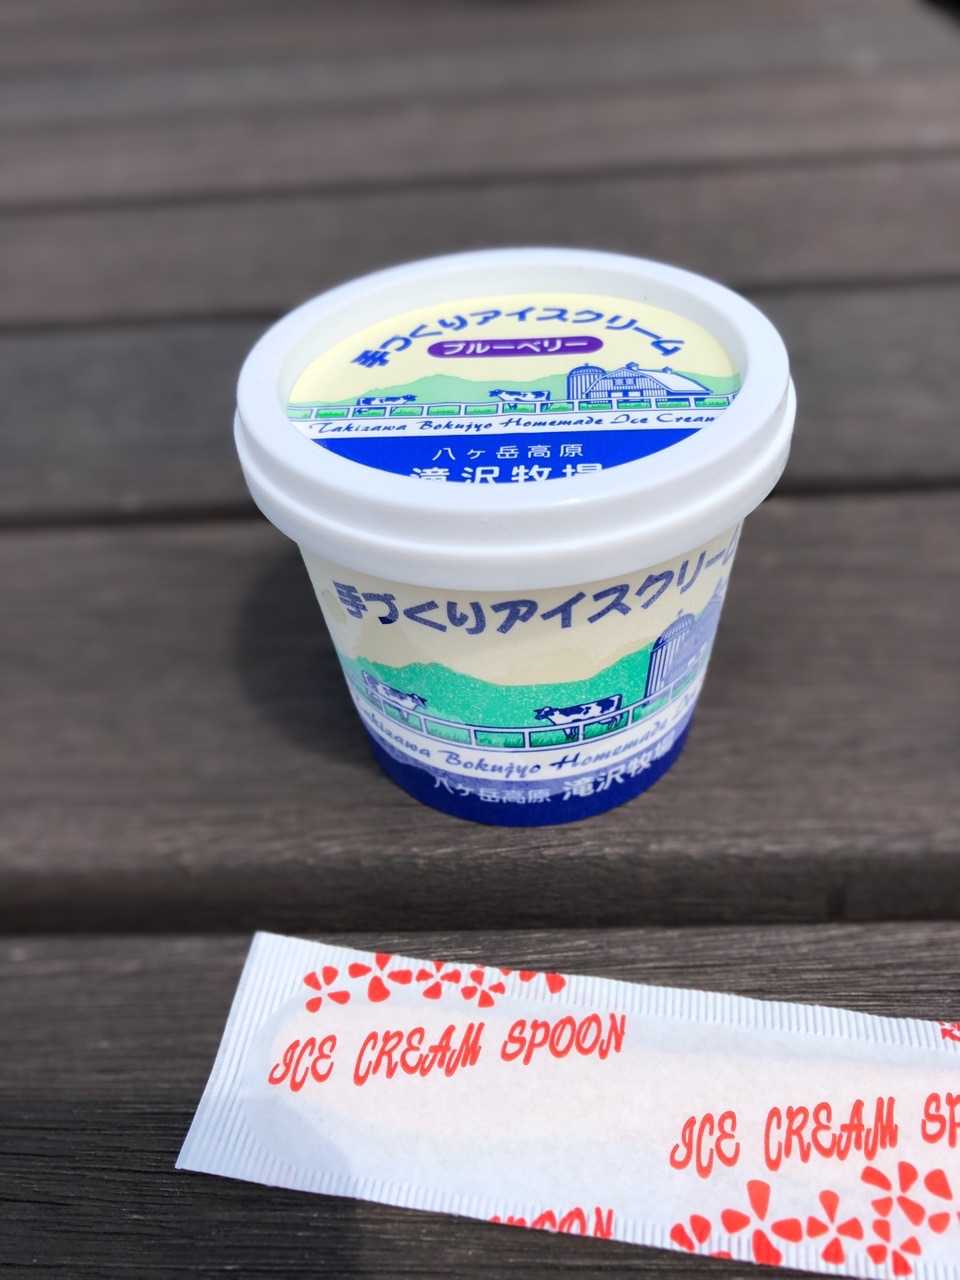 手づくりアイスクリーム
ブルーベリー
Takizawa Bokujyo Homemade Ice Cream
八ヶ岳高原
滝沢牧場
手づくりアイスクリーム
Takizawa Bokujyo Homemade
八ヶ岳高原 滝沢牧場
ICE CREAM SPOON
ICE CREAM SP
SPOON